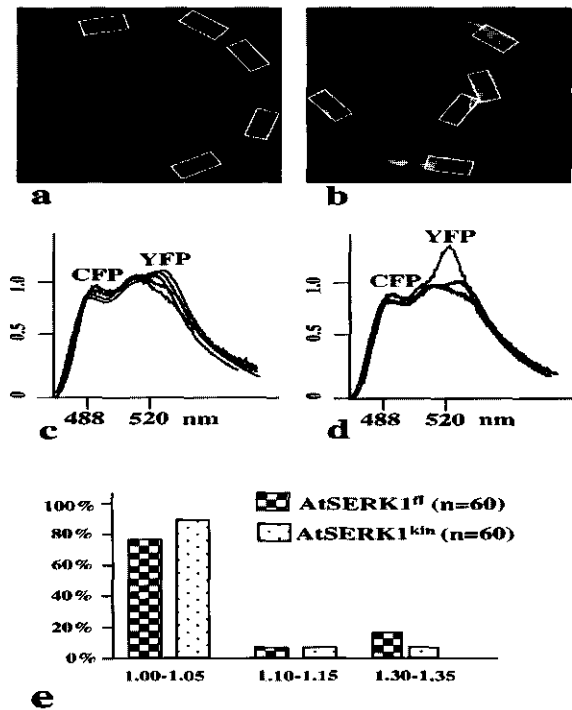 a b
CFP YFP
1.0
0.5
0
488 520 nm
c
YFP
CFP
1.0
0.5
0
488 520 nm
d
100%
80%
60%
40%
20%
0%
AtSERK1fl (n=60)
AtSERK1kin (n=60)
1.00-1.05 1.10-1.15 1.30-1.35
e